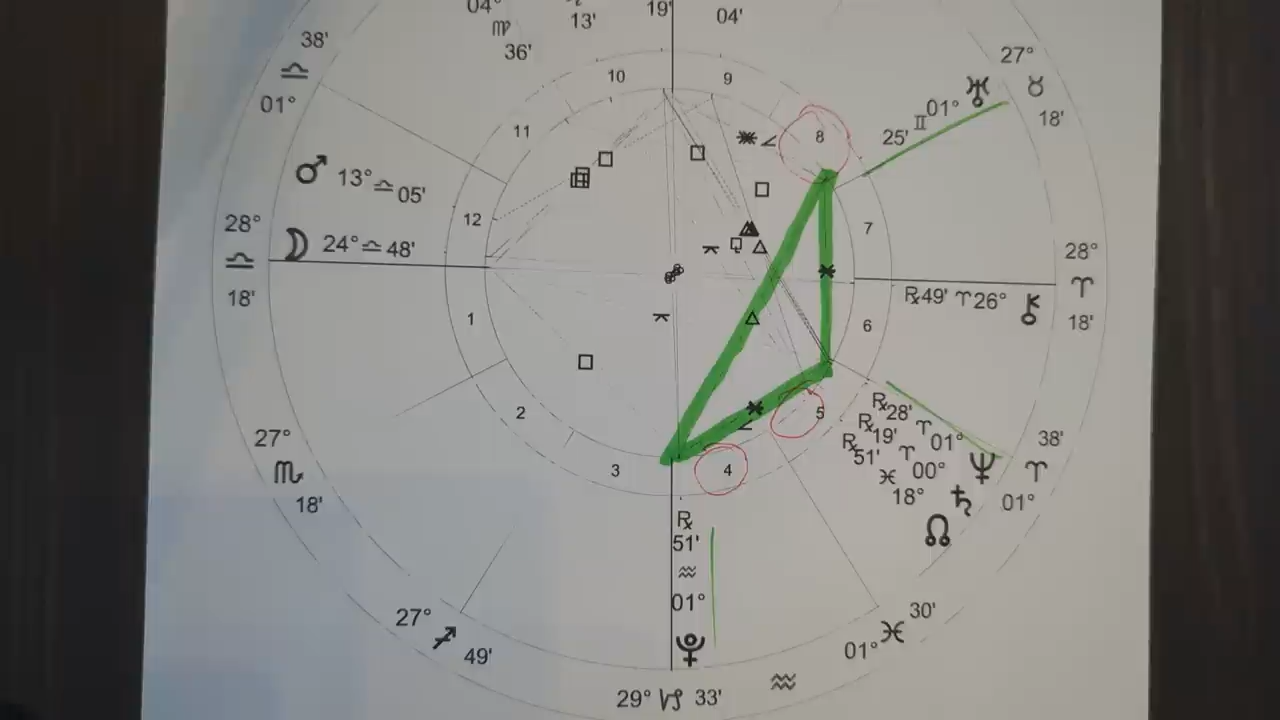 04° ♍ 36'
13'
19'
04'
38' ♎ 01°
10
9
11
8
12
7
1
6
2
5
3
4
27° ♉ 18'
♅ 01° ♊ 25'
♂ 13° ♎ 05'
☽ 24° ♎ 48'
28° ♎ 18'
28° ♈ 18'
℞ 49' ♈ 26° ⚷
℞ 28' ♈ 01° ♆
℞ 19' ♈ 00° ♄
℞ 51' ♓ 18° ☊
38' ♈ 01°
27° ♏ 18'
℞ 51' ♒ 01° ♇
27° ♐ 49'
29° ♑ 33'
♒
01° ♓ 30'